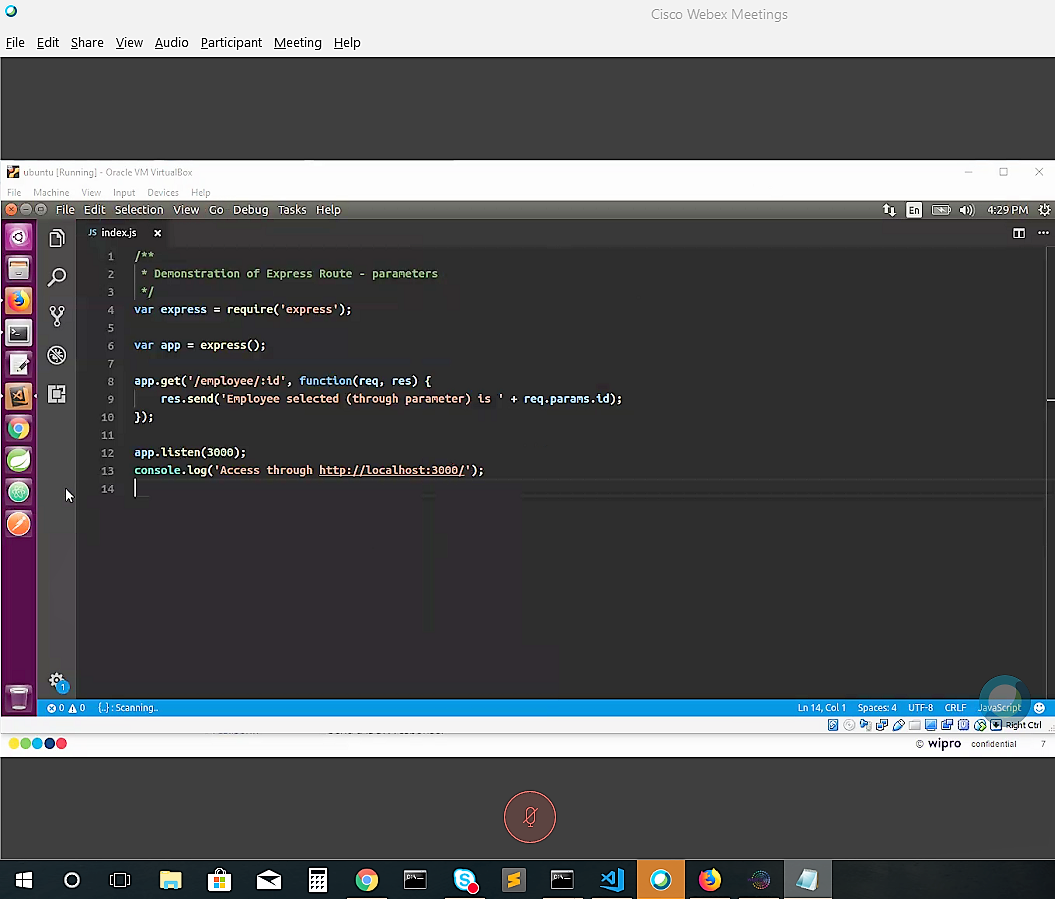 Cisco Webex Meetings
File Edit Share View Audio Participant Meeting Help
ubuntu [Running] - Oracle VM VirtualBox
File Machine View Input Devices Help
File Edit Selection View Go Debug Tasks Help En 4:29 PM
JS index.js
1 /**
2 * Demonstration of Express Route - parameters
3 */
4 var express = require('express');
5
6 var app = express();
7
8 app.get('/employee/:id', function(req, res) {
9 res.send('Employee selected (through parameter) is ' + req.params.id);
10 });
11
12 app.listen(3000);
13 console.log('Access through http://localhost:3000/');
14
1
0 0 {..} : Scanning.. Ln 14, Col 1 Spaces: 4 UTF-8 CRLF JavaScript
Right Ctrl
© wipro confidential 7